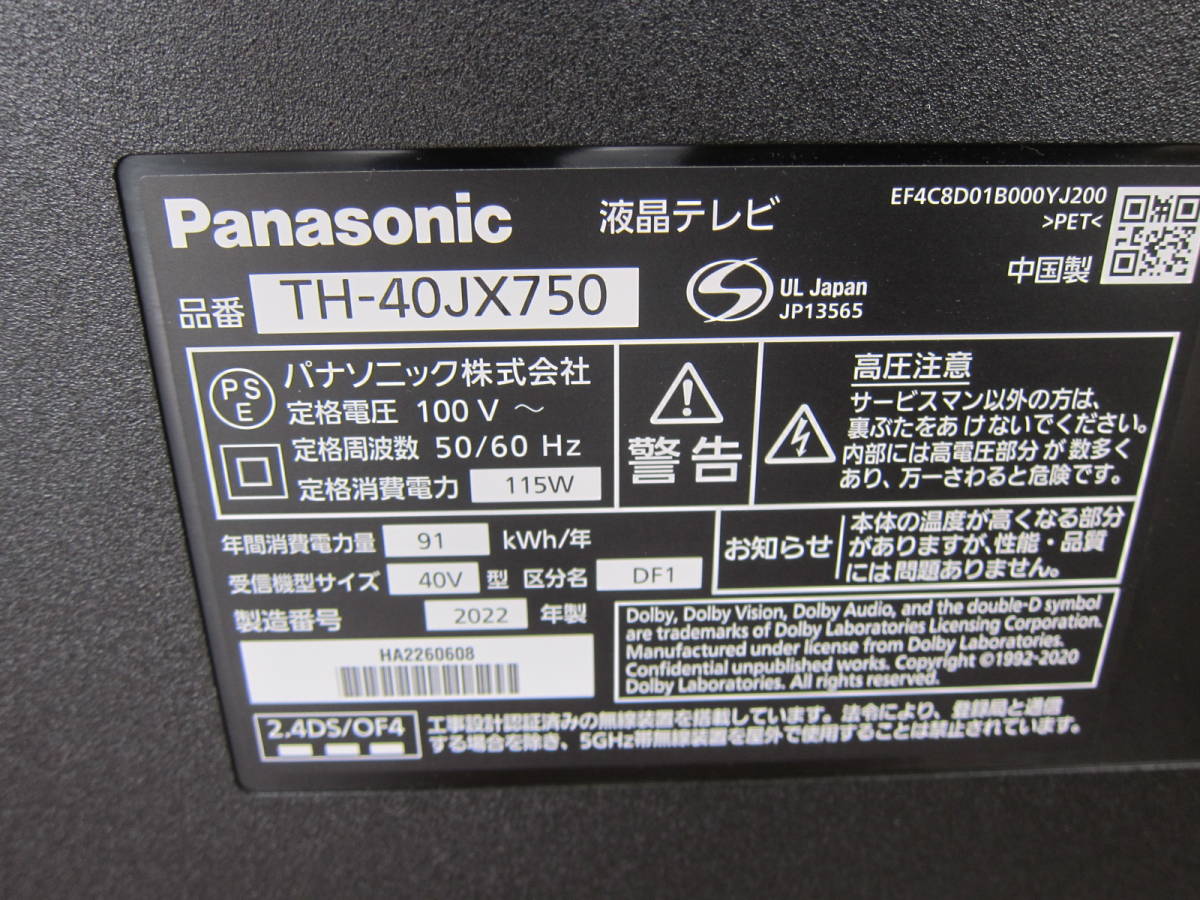 Panasonic 液晶テレビ
EF4C8D01B000YJ200
>PET<
中国製
品番 TH-40JX750
UL Japan
JP13565
PS
E
パナソニック株式会社
定格電圧 100 V ～
定格周波数 50/60 Hz
定格消費電力 115W
警告
高圧注意
サービスマン以外の方は、
裏ぶたをあけないでください。
内部には高電圧部分が数多く
あり、万一さわると危険です。
年間消費電力量 91 kWh/年
受信機型サイズ 40V 型 区分名 DF1
製造番号 2022 年製
HA2260608
お知らせ
本体の温度が高くなる部分
がありますが、性能・品質
には問題ありません。
Dolby, Dolby Vision, Dolby Audio, and the double-D symbol
are trademarks of Dolby Laboratories Licensing Corporation.
Manufactured under license from Dolby Laboratories.
Confidential unpublished works. Copyright ©1992-2020
Dolby Laboratories. All rights reserved.
2.4DS/OF4
工事設計認証済みの無線装置を搭載しています。法令により、登録局と通信
する場合を除き、5GHz帯無線装置を屋外で使用することは禁止されています。